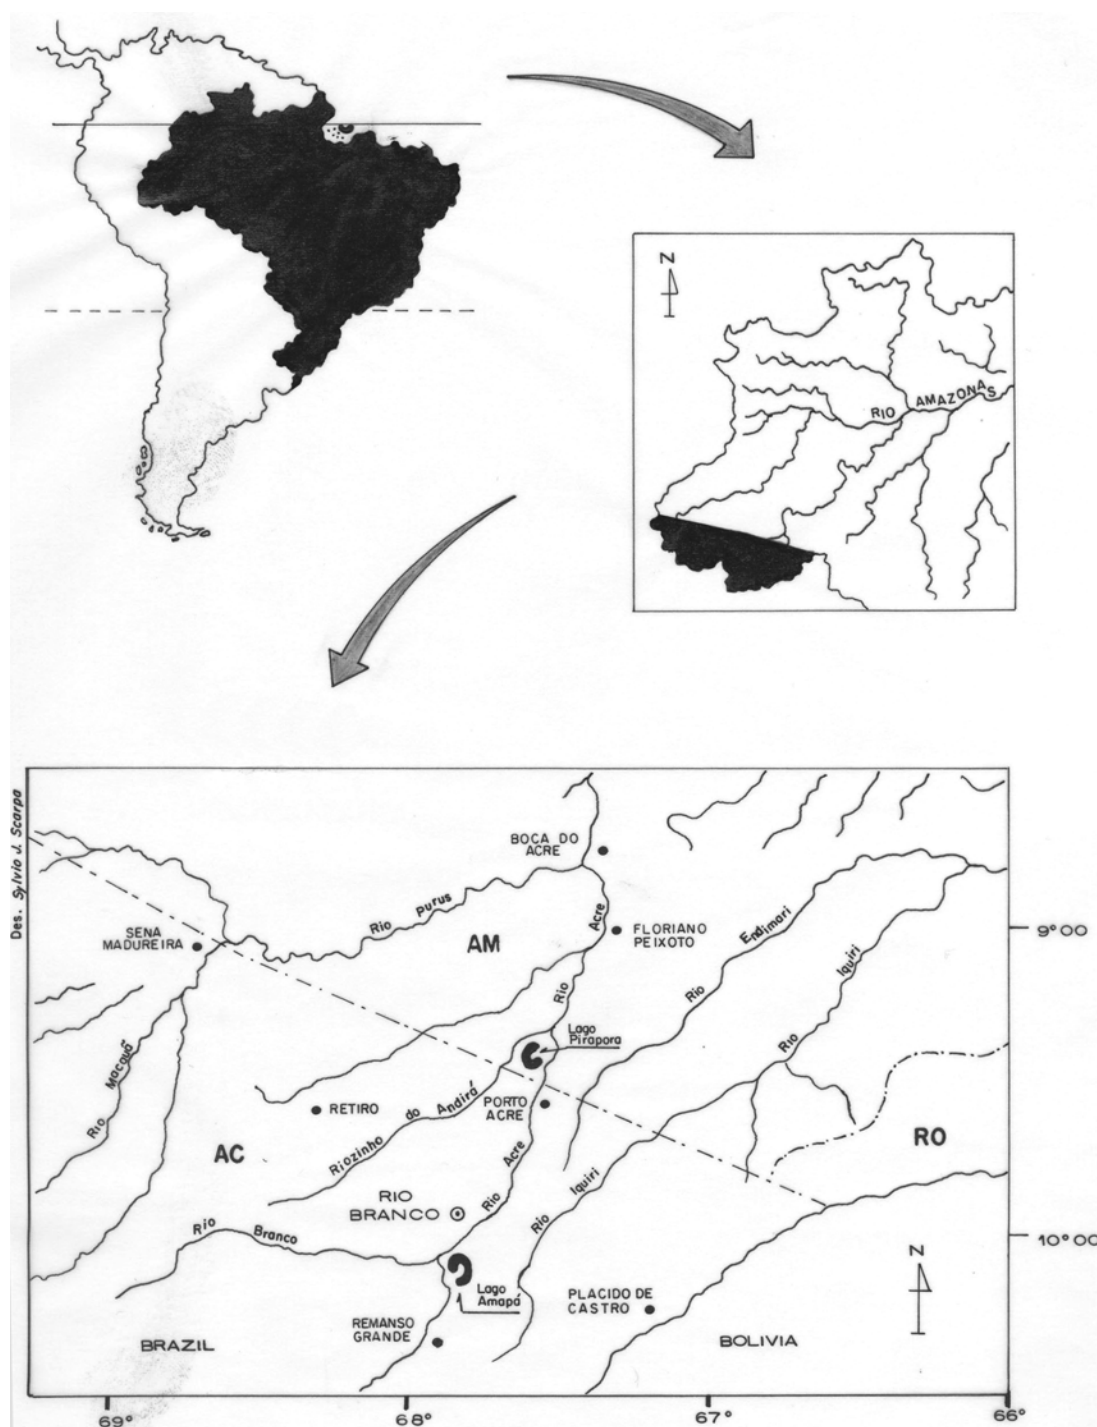 N
RIO AMAZONAS
Des. Sylvio J. Scarpa
BOCA DO
ACRE
Rio Purus
Acre
SENA
MADUREIRA
AM
FLORIANO
PEIXOTO
Rio Endimari
9°00
Rio Iquiri
Rio
Lago
Pirapora
Rio Macauã
RETIRO
Riozinho do Andirá
PORTO
ACRE
Acre
AC
RO
RIO
BRANCO
Rio
Rio Iquiri
Rio Branco
10°00
N
Lago
Amapá
PLACIDO DE
CASTRO
REMANSO
GRANDE
BRAZIL
BOLIVIA
69°
68°
67°
66°